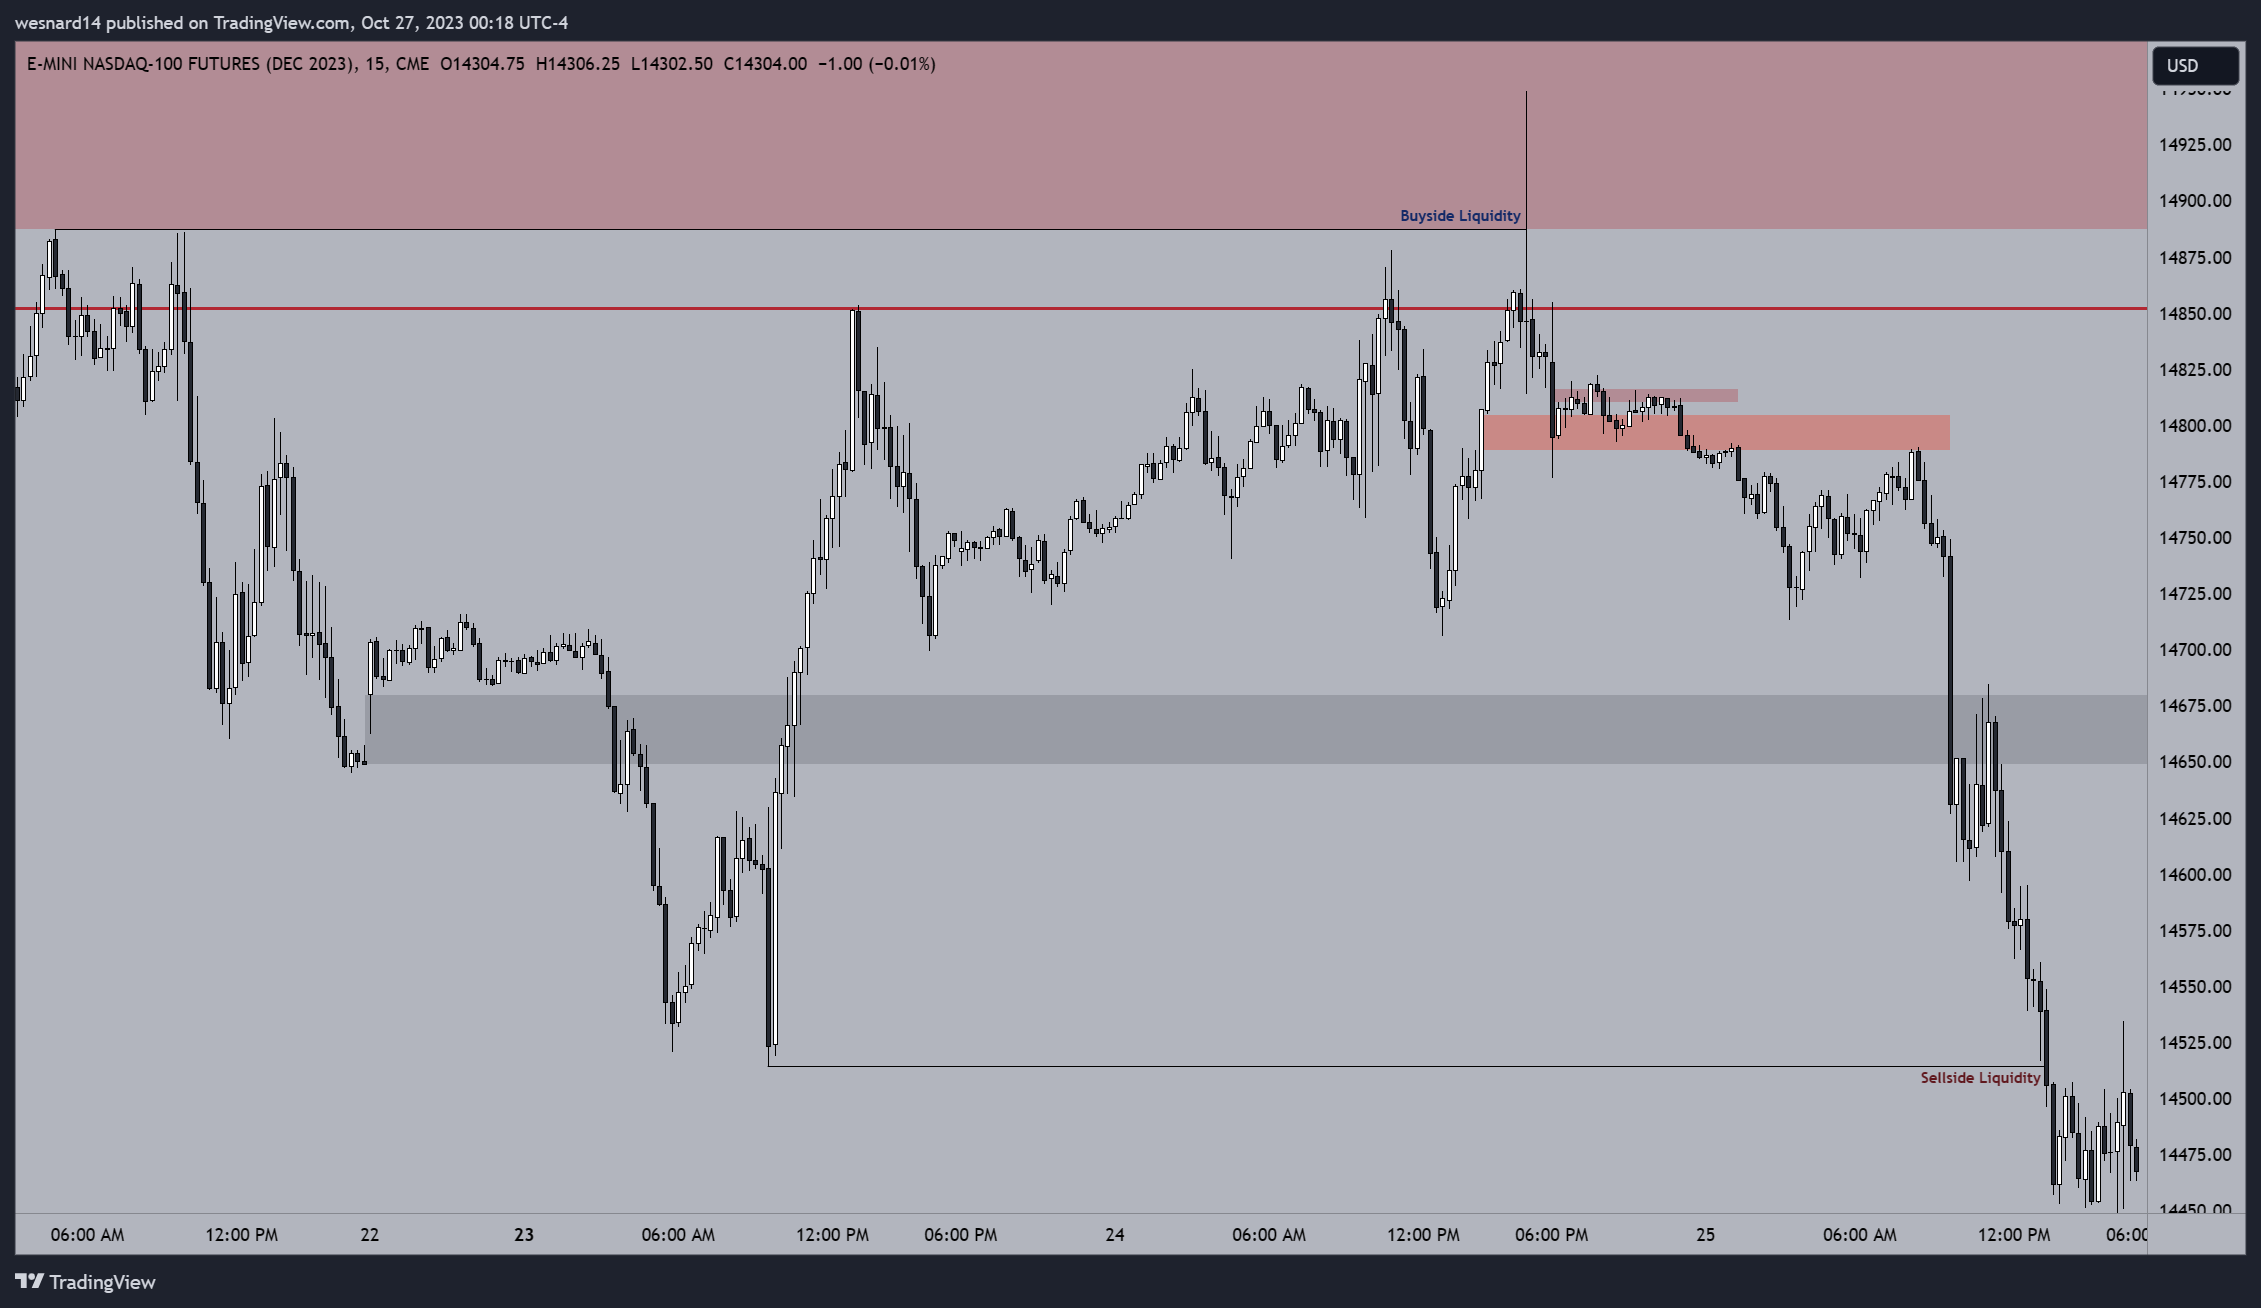 wesnard14 published on TradingView.com, Oct 27, 2023 00:18 UTC-4
E-MINI NASDAQ-100 FUTURES (DEC 2023), 15, CME O14304.75 H14306.25 L14302.50 C14304.00 −1.00 (−0.01%)
USD
14925.00
14900.00
Buyside Liquidity
14875.00
14850.00
14825.00
14800.00
14775.00
14750.00
14725.00
14700.00
14675.00
14650.00
14625.00
14600.00
14575.00
14550.00
14525.00
Sellside Liquidity
14500.00
14475.00
14450.00
06:00 AM 12:00 PM 22 23 06:00 AM 12:00 PM 06:00 PM 24 06:00 AM 12:00 PM 06:00 PM 25 06:00 AM 12:00 PM 06:00
TradingView